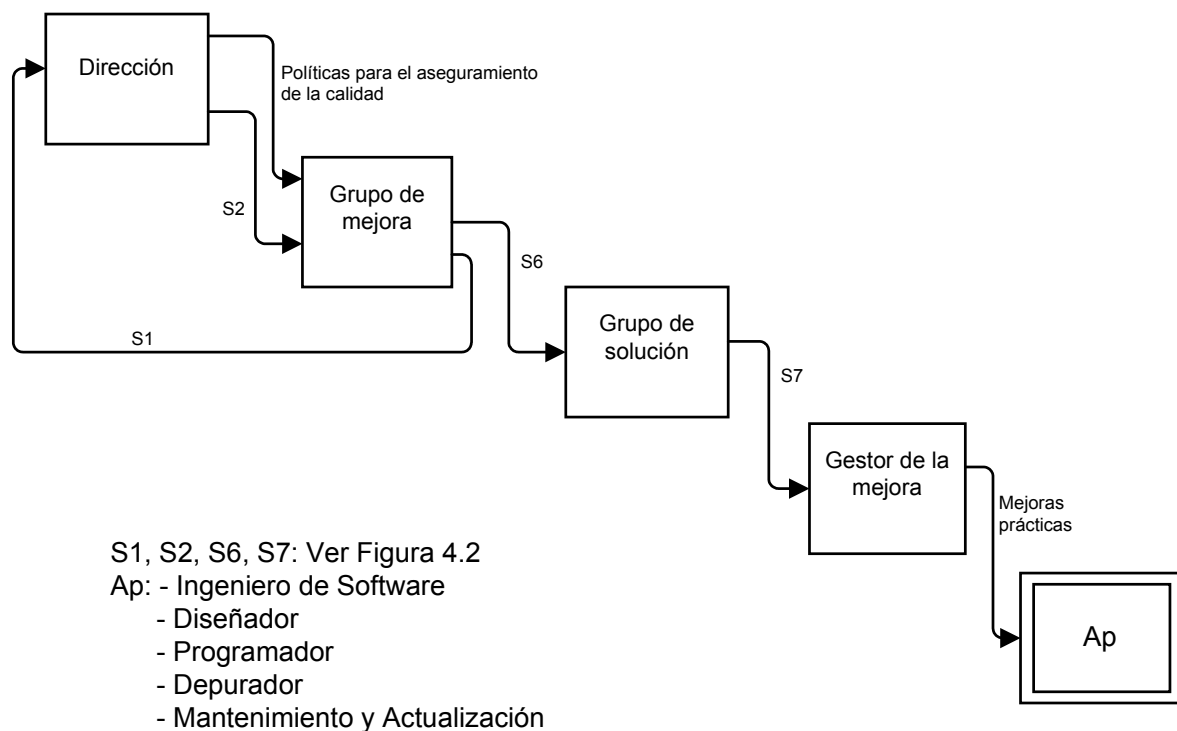 Dirección
Políticas para el aseguramiento
de la calidad
S2
Grupo de
mejora
S6
S1
Grupo de
solución
S7
Gestor de la
mejora
Mejoras
prácticas
Ap
S1, S2, S6, S7: Ver Figura 4.2
Ap: - Ingeniero de Software
- Diseñador
- Programador
- Depurador
- Mantenimiento y Actualización